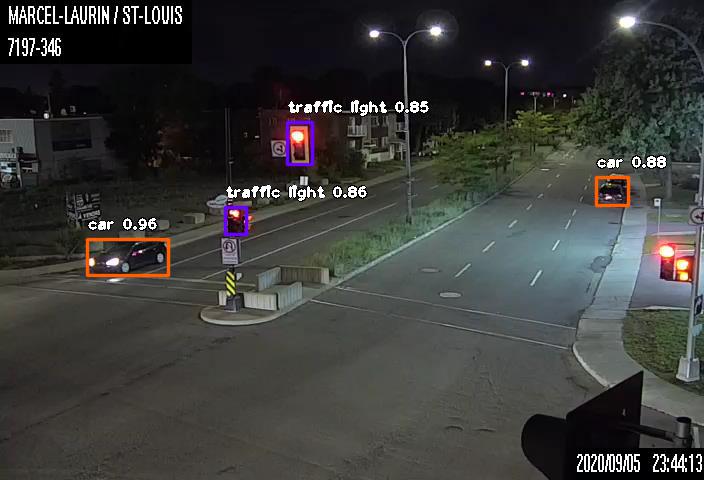 MARCEL-LAURIN / ST-LOUIS
7197-346
traffic light 0.85
car 0.88
traffic light 0.86
car 0.96
2020/09/05 23:44:13